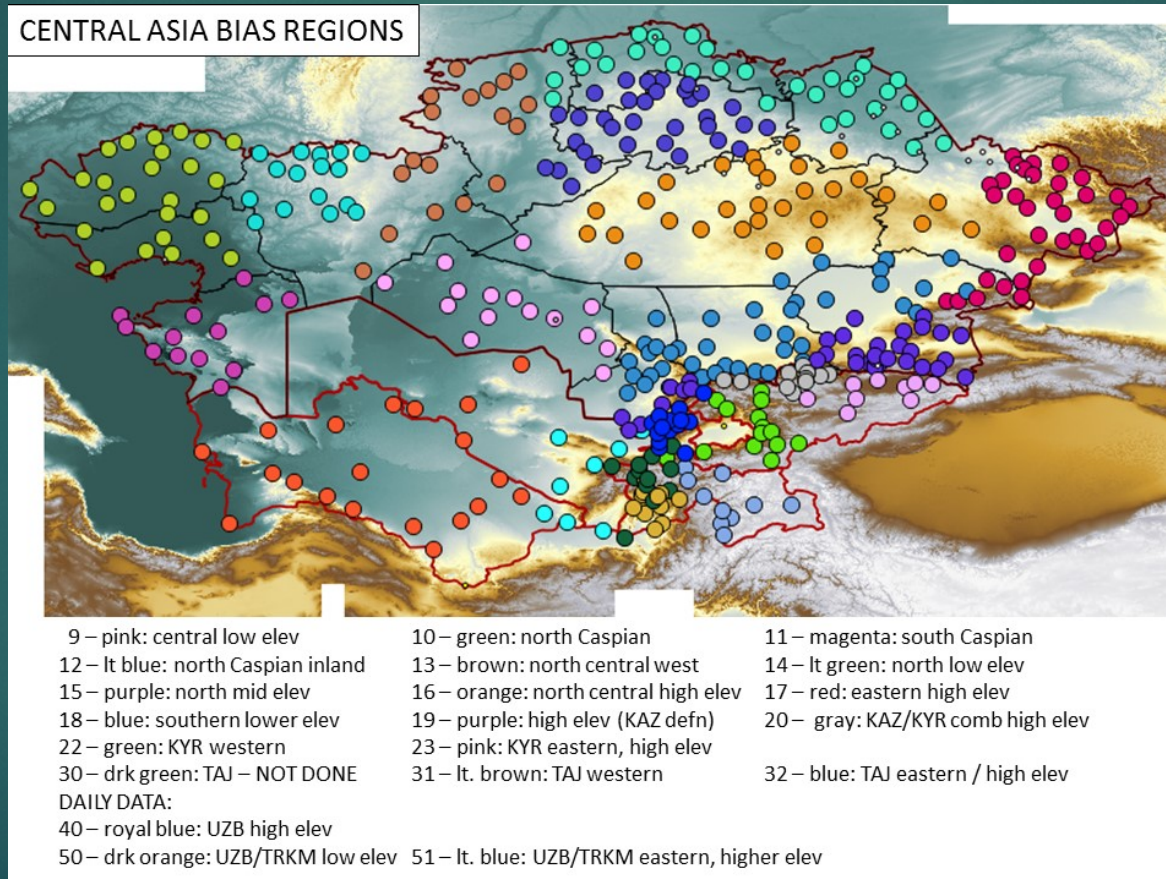 CENTRAL ASIA BIAS REGIONS
9 – pink: central low elev 10 – green: north Caspian 11 – magenta: south Caspian
12 – lt blue: north Caspian inland 13 – brown: north central west 14 – lt green: north low elev
15 – purple: north mid elev 16 – orange: north central high elev 17 – red: eastern high elev
18 – blue: southern lower elev 19 – purple: high elev (KAZ defn) 20 – gray: KAZ/KYR comb high elev
22 – green: KYR western 23 – pink: KYR eastern, high elev
30 – drk green: TAJ – NOT DONE 31 – lt. brown: TAJ western 32 – blue: TAJ eastern / high elev
DAILY DATA:
40 – royal blue: UZB high elev
50 – drk orange: UZB/TRKM low elev 51 – lt. blue: UZB/TRKM eastern, higher elev